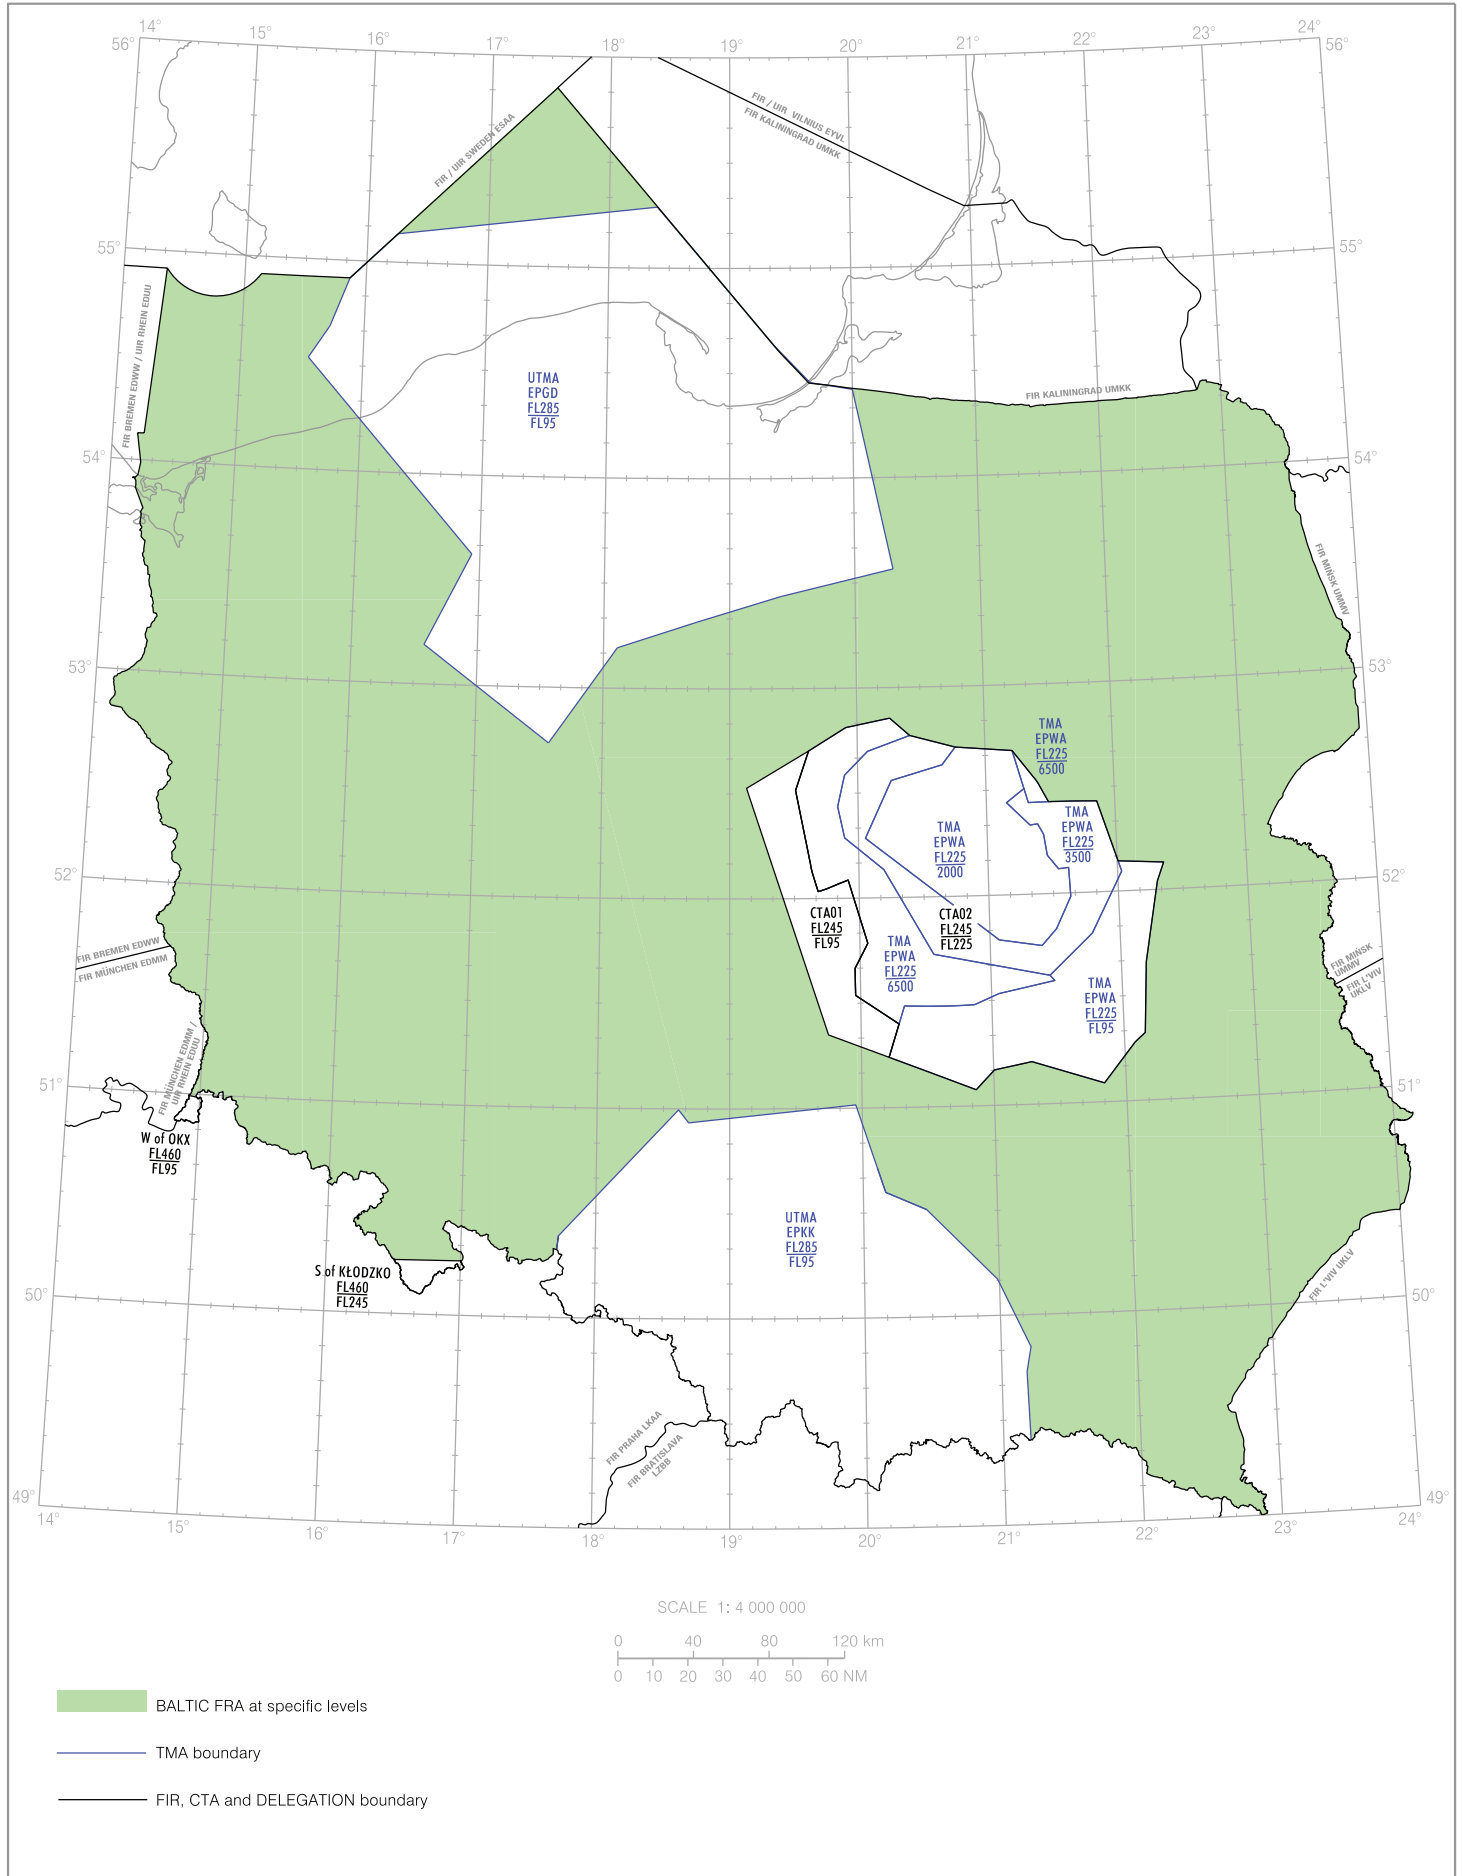 14°
15°
16°
17°
18°
19°
20°
21°
22°
23°
24°
56°
56°
FIR / UIR SWEDEN ESAA
FIR / UIR VILNIUS EYVL
FIR KALININGRAD UMKK
55°
55°
FIR BREMEN EDWW / UIR RHEIN EDUU
UTMA
EPGD
FL285
FL95
FIR KALININGRAD UMKK
54°
54°
FIR MIŃSK UMMV
53°
53°
TMA
EPWA
FL225
6500
TMA
EPWA
FL225
3500
TMA
EPWA
FL225
2000
52°
52°
CTA01
FL245
FL95
CTA02
FL245
FL225
TMA
EPWA
FL225
6500
TMA
EPWA
FL225
FL95
FIR BREMEN EDWW
FIR MÜNCHEN EDMM
FIR MIŃSK
UMMV
FIR L'VIV
UKLV
FIR MÜNCHEN EDMM /
UIR RHEIN EDUU
51°
51°
W of OKX
FL460
FL95
UTMA
EPKK
FL285
FL95
S of KŁODZKO
FL460
FL245
FIR L'VIV UKLV
50°
50°
FIR PRAHA LKAA
FIR BRATISLAVA
LZBB
49°
49°
14°
15°
16°
17°
18°
19°
20°
21°
22°
23°
24°
SCALE 1: 4 000 000
0 40 80 120 km
0 10 20 30 40 50 60 NM
BALTIC FRA at specific levels
TMA boundary
FIR, CTA and DELEGATION boundary